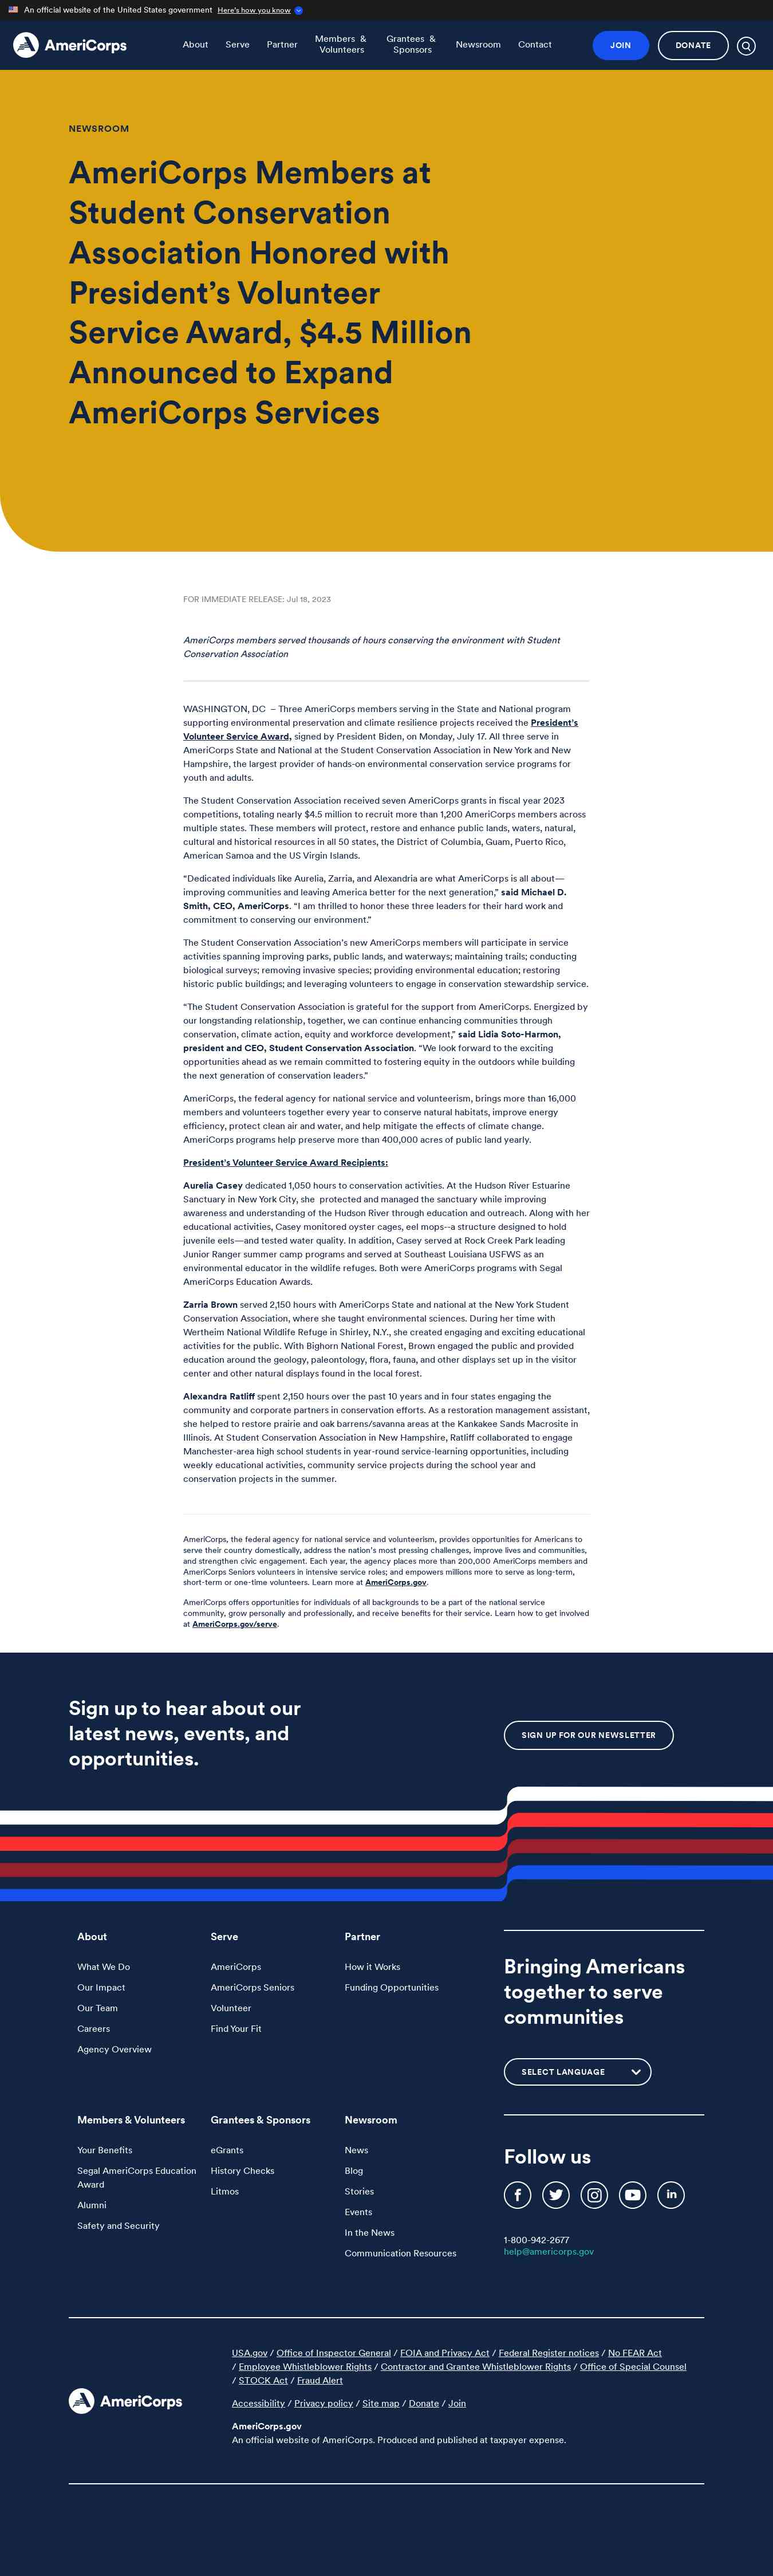 An official website of the United States government Here's how you know
AmeriCorps
About
Serve
Partner
Members & Volunteers
Grantees & Sponsors
Newsroom
Contact
JOIN
DONATE
NEWSROOM
AmeriCorps Members at
Student Conservation
Association Honored with
President’s Volunteer
Service Award, $4.5 Million
Announced to Expand
AmeriCorps Services
FOR IMMEDIATE RELEASE: Jul 18, 2023
AmeriCorps members served thousands of hours conserving the environment with Student
Conservation Association
WASHINGTON, DC – Three AmeriCorps members serving in the State and National program
supporting environmental preservation and climate resilience projects received the President’s
Volunteer Service Award, signed by President Biden, on Monday, July 17. All three serve in
AmeriCorps State and National at the Student Conservation Association in New York and New
Hampshire, the largest provider of hands-on environmental conservation service programs for
youth and adults.
The Student Conservation Association received seven AmeriCorps grants in fiscal year 2023
competitions, totaling nearly $4.5 million to recruit more than 1,200 AmeriCorps members across
multiple states. These members will protect, restore and enhance public lands, waters, natural,
cultural and historical resources in all 50 states, the District of Columbia, Guam, Puerto Rico,
American Samoa and the US Virgin Islands.
“Dedicated individuals like Aurelia, Zarria, and Alexandria are what AmeriCorps is all about—
improving communities and leaving America better for the next generation,” said Michael D.
Smith, CEO, AmeriCorps. “I am thrilled to honor these three leaders for their hard work and
commitment to conserving our environment.”
The Student Conservation Association’s new AmeriCorps members will participate in service
activities spanning improving parks, public lands, and waterways; maintaining trails; conducting
biological surveys; removing invasive species; providing environmental education; restoring
historic public buildings; and leveraging volunteers to engage in conservation stewardship service.
“The Student Conservation Association is grateful for the support from AmeriCorps. Energized by
our longstanding relationship, together, we can continue enhancing communities through
conservation, climate action, equity and workforce development,” said Lidia Soto-Harmon,
president and CEO, Student Conservation Association. “We look forward to the exciting
opportunities ahead as we remain committed to fostering equity in the outdoors while building
the next generation of conservation leaders.”
AmeriCorps, the federal agency for national service and volunteerism, brings more than 16,000
members and volunteers together every year to conserve natural habitats, improve energy
efficiency, protect clean air and water, and help mitigate the effects of climate change.
AmeriCorps programs help preserve more than 400,000 acres of public land yearly.
President’s Volunteer Service Award Recipients:
Aurelia Casey dedicated 1,050 hours to conservation activities. At the Hudson River Estuarine
Sanctuary in New York City, she protected and managed the sanctuary while improving
awareness and understanding of the Hudson River through education and outreach. Along with her
educational activities, Casey monitored oyster cages, eel mops--a structure designed to hold
juvenile eels—and tested water quality. In addition, Casey served at Rock Creek Park leading
Junior Ranger summer camp programs and served at Southeast Louisiana USFWS as an
environmental educator in the wildlife refuges. Both were AmeriCorps programs with Segal
AmeriCorps Education Awards.
Zarria Brown served 2,150 hours with AmeriCorps State and national at the New York Student
Conservation Association, where she taught environmental sciences. During her time with
Wertheim National Wildlife Refuge in Shirley, N.Y., she created engaging and exciting educational
activities for the public. With Bighorn National Forest, Brown engaged the public and provided
education around the geology, paleontology, flora, fauna, and other displays set up in the visitor
center and other natural displays found in the local forest.
Alexandra Ratliff spent 2,150 hours over the past 10 years and in four states engaging the
community and corporate partners in conservation efforts. As a restoration management assistant,
she helped to restore prairie and oak barrens/savanna areas at the Kankakee Sands Macrosite in
Illinois. At Student Conservation Association in New Hampshire, Ratliff collaborated to engage
Manchester-area high school students in year-round service-learning opportunities, including
weekly educational activities, community service projects during the school year and
conservation projects in the summer.
AmeriCorps, the federal agency for national service and volunteerism, provides opportunities for Americans to
serve their country domestically, address the nation’s most pressing challenges, improve lives and communities,
and strengthen civic engagement. Each year, the agency places more than 200,000 AmeriCorps members and
AmeriCorps Seniors volunteers in intensive service roles; and empowers millions more to serve as long-term,
short-term or one-time volunteers. Learn more at AmeriCorps.gov.
AmeriCorps offers opportunities for individuals of all backgrounds to be a part of the national service
community, grow personally and professionally, and receive benefits for their service. Learn how to get involved
at AmeriCorps.gov/serve.
Sign up to hear about our
latest news, events, and
opportunities.
SIGN UP FOR OUR NEWSLETTER
About
What We Do
Our Impact
Our Team
Careers
Agency Overview
Serve
AmeriCorps
AmeriCorps Seniors
Volunteer
Find Your Fit
Partner
How it Works
Funding Opportunities
Bringing Americans
together to serve
communities
SELECT LANGUAGE
Members & Volunteers
Your Benefits
Segal AmeriCorps Education
Award
Alumni
Safety and Security
Grantees & Sponsors
eGrants
History Checks
Litmos
Newsroom
News
Blog
Stories
Events
In the News
Communication Resources
Follow us
in
1-800-942-2677
help@americorps.gov
AmeriCorps
USA.gov / Office of Inspector General / FOIA and Privacy Act / Federal Register notices / No FEAR Act
/ Employee Whistleblower Rights / Contractor and Grantee Whistleblower Rights / Office of Special Counsel
/ STOCK Act / Fraud Alert
Accessibility / Privacy policy / Site map / Donate / Join
AmeriCorps.gov
An official website of AmeriCorps. Produced and published at taxpayer expense.